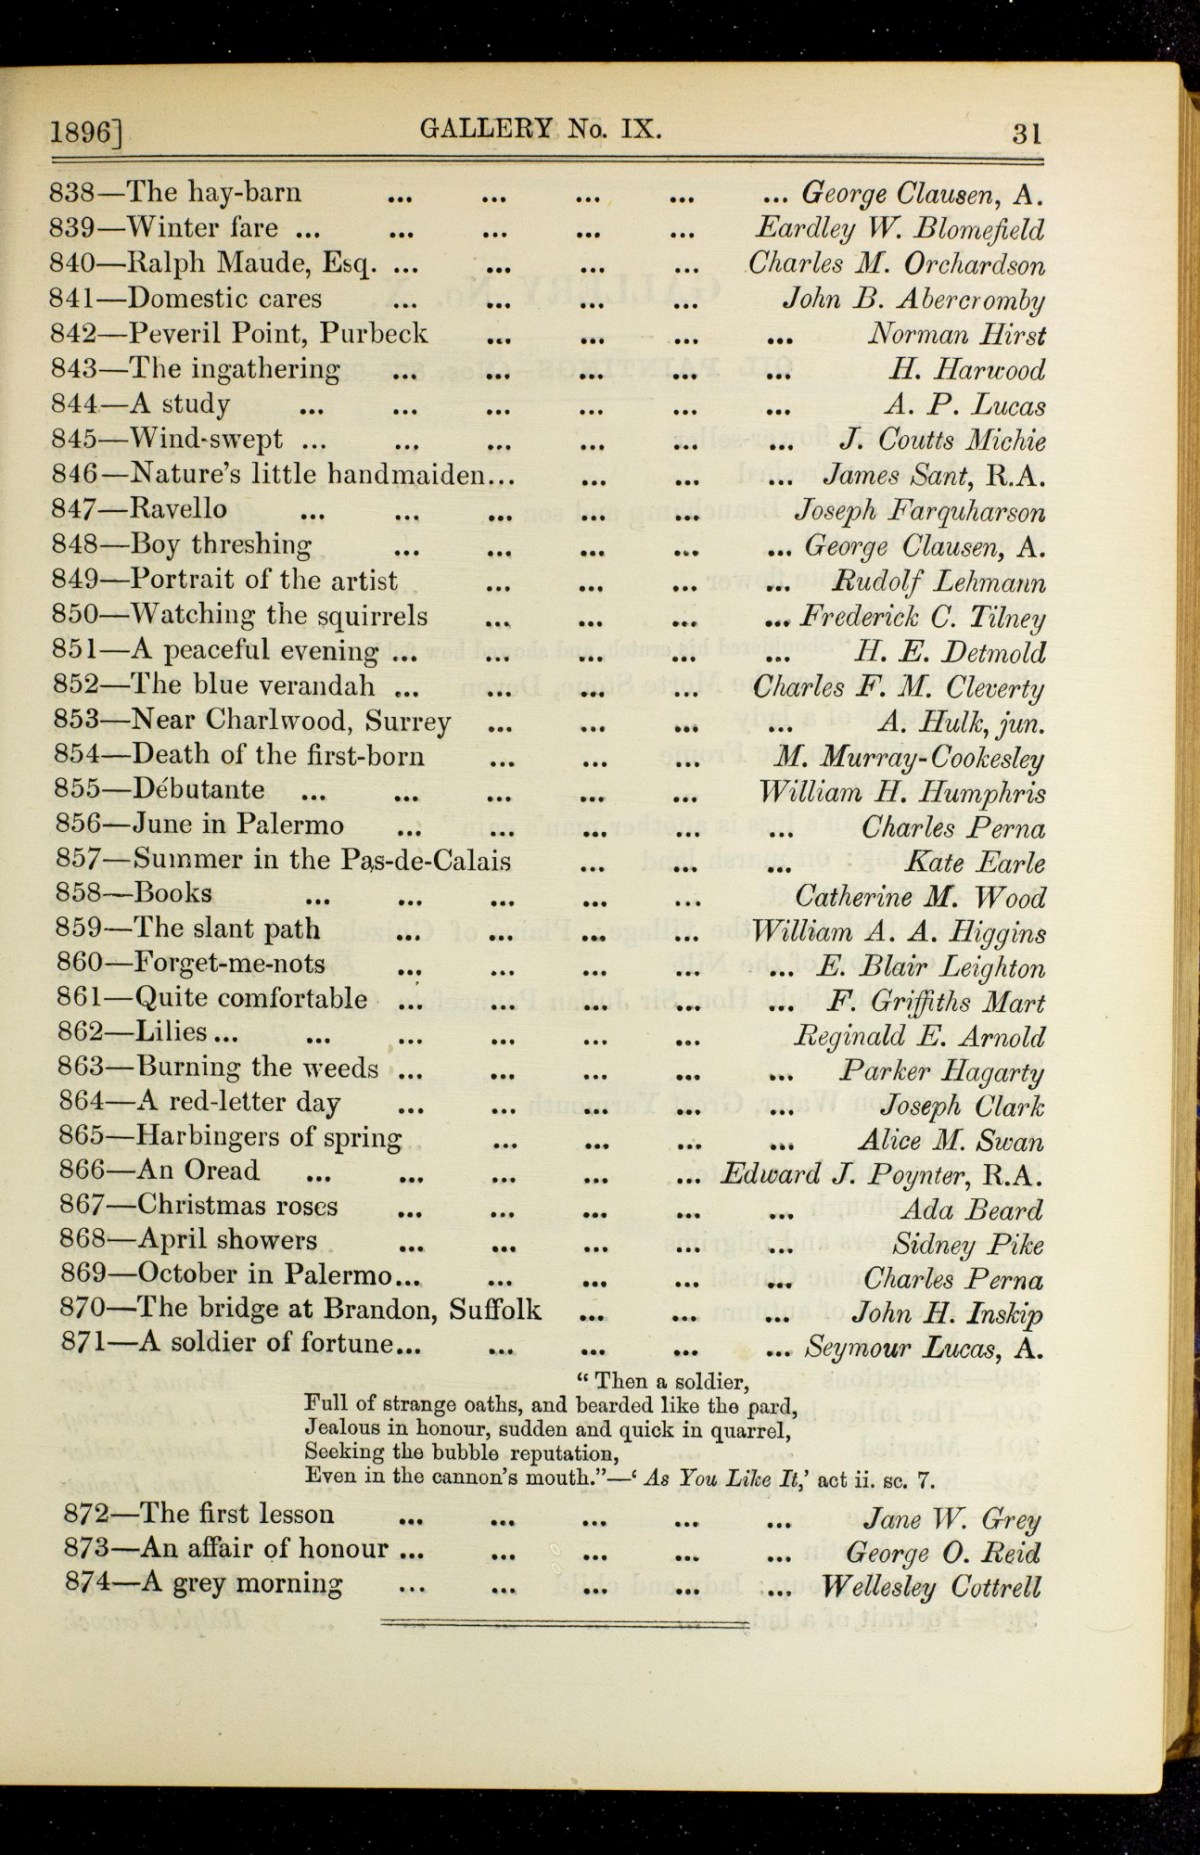 1896] GALLERY No. IX. 31
838—The hay-barn ... ... ... ... ... George Clausen, A.
839—Winter fare ... ... ... ... ... Eardley W. Blomefield
840—Ralph Maude, Esq. ... ... ... ... Charles M. Orchardson
841—Domestic cares ... ... ... ... John B. Abercromby
842—Peveril Point, Purbeck ... ... ... ... Norman Hirst
843—The ingathering ... ... ... ... ... H. Harwood
844—A study ... ... ... ... ... ... A. P. Lucas
845—Wind-swept ... ... ... ... ... ... J. Coutts Michie
846—Nature's little handmaiden... ... ... ... James Sant, R.A.
847—Ravello ... ... ... ... ... Joseph Farquharson
848—Boy threshing ... ... ... ... ... George Clausen, A.
849—Portrait of the artist ... ... ... ... Rudolf Lehmann
850—Watching the squirrels ... ... ... ... Frederick C. Tilney
851—A peaceful evening ... ... ... ... ... H. E. Detmold
852—The blue verandah ... ... ... ... Charles F. M. Cleverty
853—Near Charlwood, Surrey ... ... ... ... A. Hulk, jun.
854—Death of the first-born ... ... ... M. Murray-Cookesley
855—Débutante ... ... ... ... ... William H. Humphris
856—June in Palermo ... ... ... ... ... Charles Perna
857—Summer in the Pas-de-Calais ... ... ... Kate Earle
858—Books ... ... ... ... ... Catherine M. Wood
859—The slant path ... ... ... ... William A. A. Higgins
860—Forget-me-nots ... ... ... ... ... E. Blair Leighton
861—Quite comfortable ... ... ... ... ... F. Griffiths Mart
862—Lilies ... ... ... ... ... ... Reginald E. Arnold
863—Burning the weeds ... ... ... ... ... Parker Hagarty
864—A red-letter day ... ... ... ... ... Joseph Clark
865—Harbingers of spring ... ... ... ... Alice M. Swan
866—An Oread ... ... ... ... ... Edward J. Poynter, R.A.
867—Christmas roses ... ... ... ... ... Ada Beard
868—April showers ... ... ... ... ... Sidney Pike
869—October in Palermo... ... ... ... ... Charles Perna
870—The bridge at Brandon, Suffolk ... ... ... John H. Inskip
871—A soldier of fortune... ... ... ... ... Seymour Lucas, A.
“Then a soldier,
Full of strange oaths, and bearded like the pard,
Jealous in honour, sudden and quick in quarrel,
Seeking the bubble reputation,
Even in the cannon's mouth.”—‘As You Like It,’ act ii. sc. 7.
872—The first lesson ... ... ... ... ... Jane W. Grey
873—An affair of honour ... ... ... ... ... George O. Reid
874—A grey morning ... ... ... ... ... Wellesley Cottrell